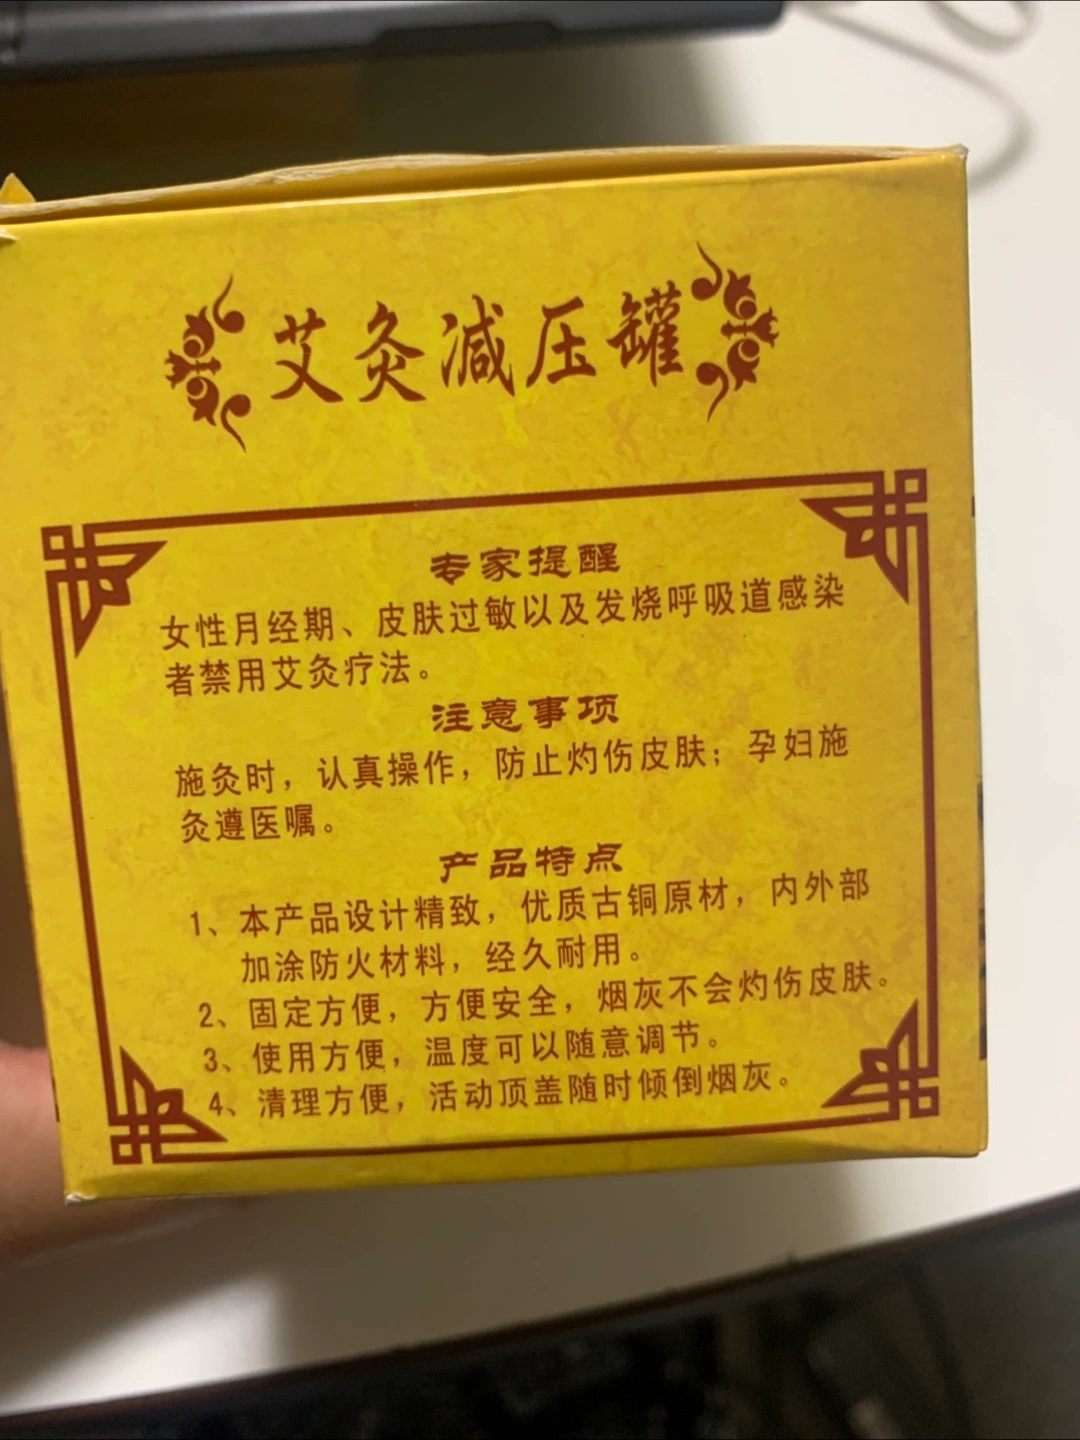 艾灸减压罐
专家提醒
女性月经期、皮肤过敏以及发烧呼吸道感染
者禁用艾灸疗法。
注意事项
施灸时，认真操作，防止灼伤皮肤；孕妇施
灸遵医嘱。
产品特点
1、本产品设计精致，优质古铜原材，内外部
加涂防火材料，经久耐用。
2、固定方便，方便安全，烟灰不会灼伤皮肤。
3、使用方便，温度可以随意调节。
4、清理方便，活动顶盖随时倾倒烟灰。